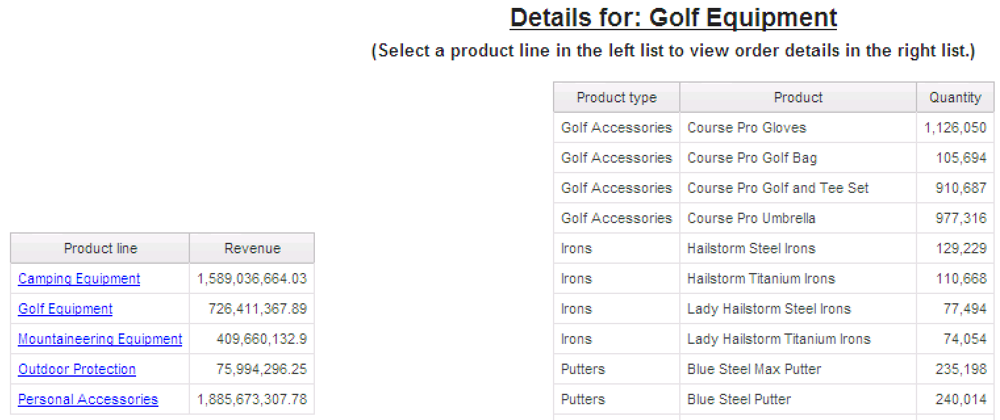 Details for: Golf Equipment
(Select a product line in the left list to view order details in the right list.)
Product line Revenue
Camping Equipment 1,589,036,664.03
Golf Equipment 726,411,367.89
Mountaineering Equipment 409,660,132.9
Outdoor Protection 75,994,296.25
Personal Accessories 1,885,673,307.78
Product type Product Quantity
Golf Accessories Course Pro Gloves 1,126,050
Golf Accessories Course Pro Golf Bag 105,694
Golf Accessories Course Pro Golf and Tee Set 910,687
Golf Accessories Course Pro Umbrella 977,316
Irons Hailstorm Steel Irons 129,229
Irons Hailstorm Titanium Irons 110,668
Irons Lady Hailstorm Steel Irons 77,494
Irons Lady Hailstorm Titanium Irons 74,054
Putters Blue Steel Max Putter 235,198
Putters Blue Steel Putter 240,014